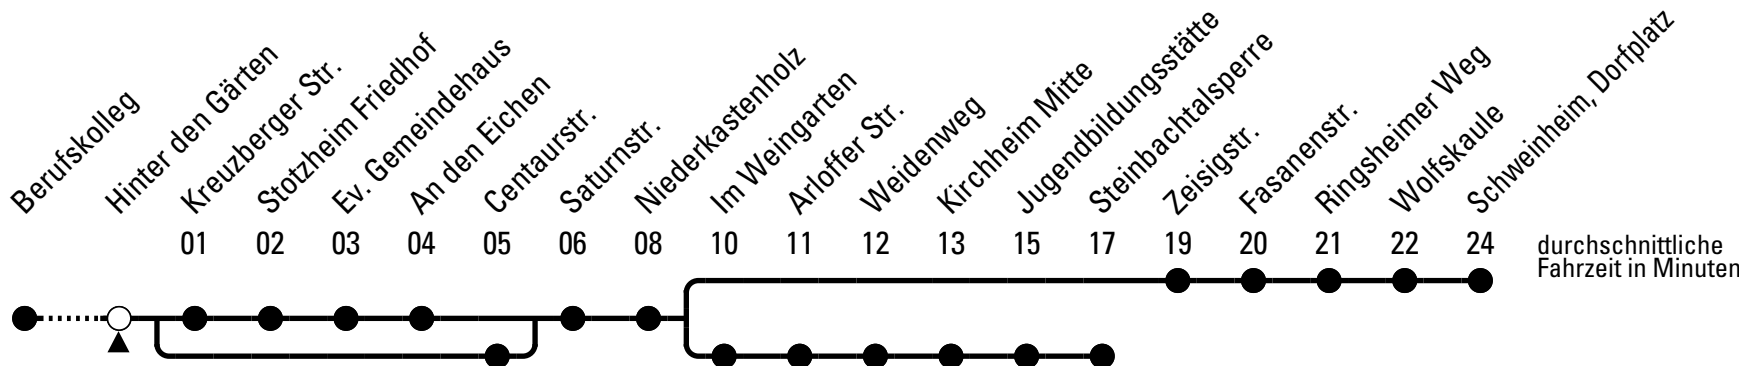 Berufskolleg
Hinter den Gärten
Kreuzberger Str.
Stotzheim Friedhof
Ev. Gemeindehaus
An den Eichen
Centaurstr.
Saturnstr.
Niederkastenholz
Im Weingarten
Arloffer Str.
Weidenweg
Kirchheim Mitte
Jugendbildungsstätte
Steinbachtalsperre
Zeisigstr.
Fasanenstr.
Ringsheimer Weg
Wolfskaule
Schweinheim, Dorfplatz
01 02 03 04 05 06 08 10 11 12 13 15 17 19 20 21 22 24
durchschnittliche
Fahrzeit in Minuten